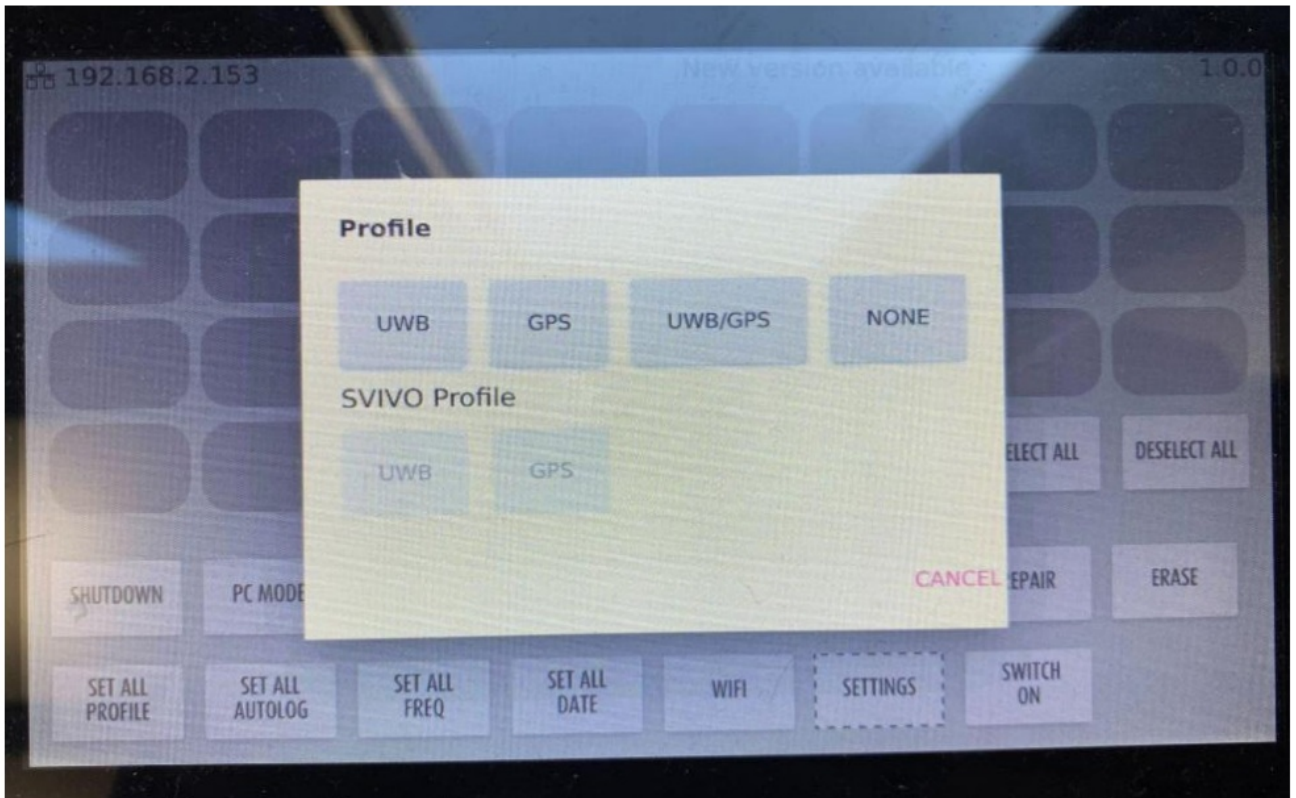 192.168.2.153 New version available 1.0.0
Profile
UWB GPS UWB/GPS NONE
SVIVO Profile
UWB GPS
ELECT ALL DESELECT ALL
CANCEL
SHUTDOWN PC MODE EPAIR ERASE
SET ALL PROFILE
SET ALL AUTOLOG
SET ALL FREQ
SET ALL DATE
WIFI
SETTINGS
SWITCH ON